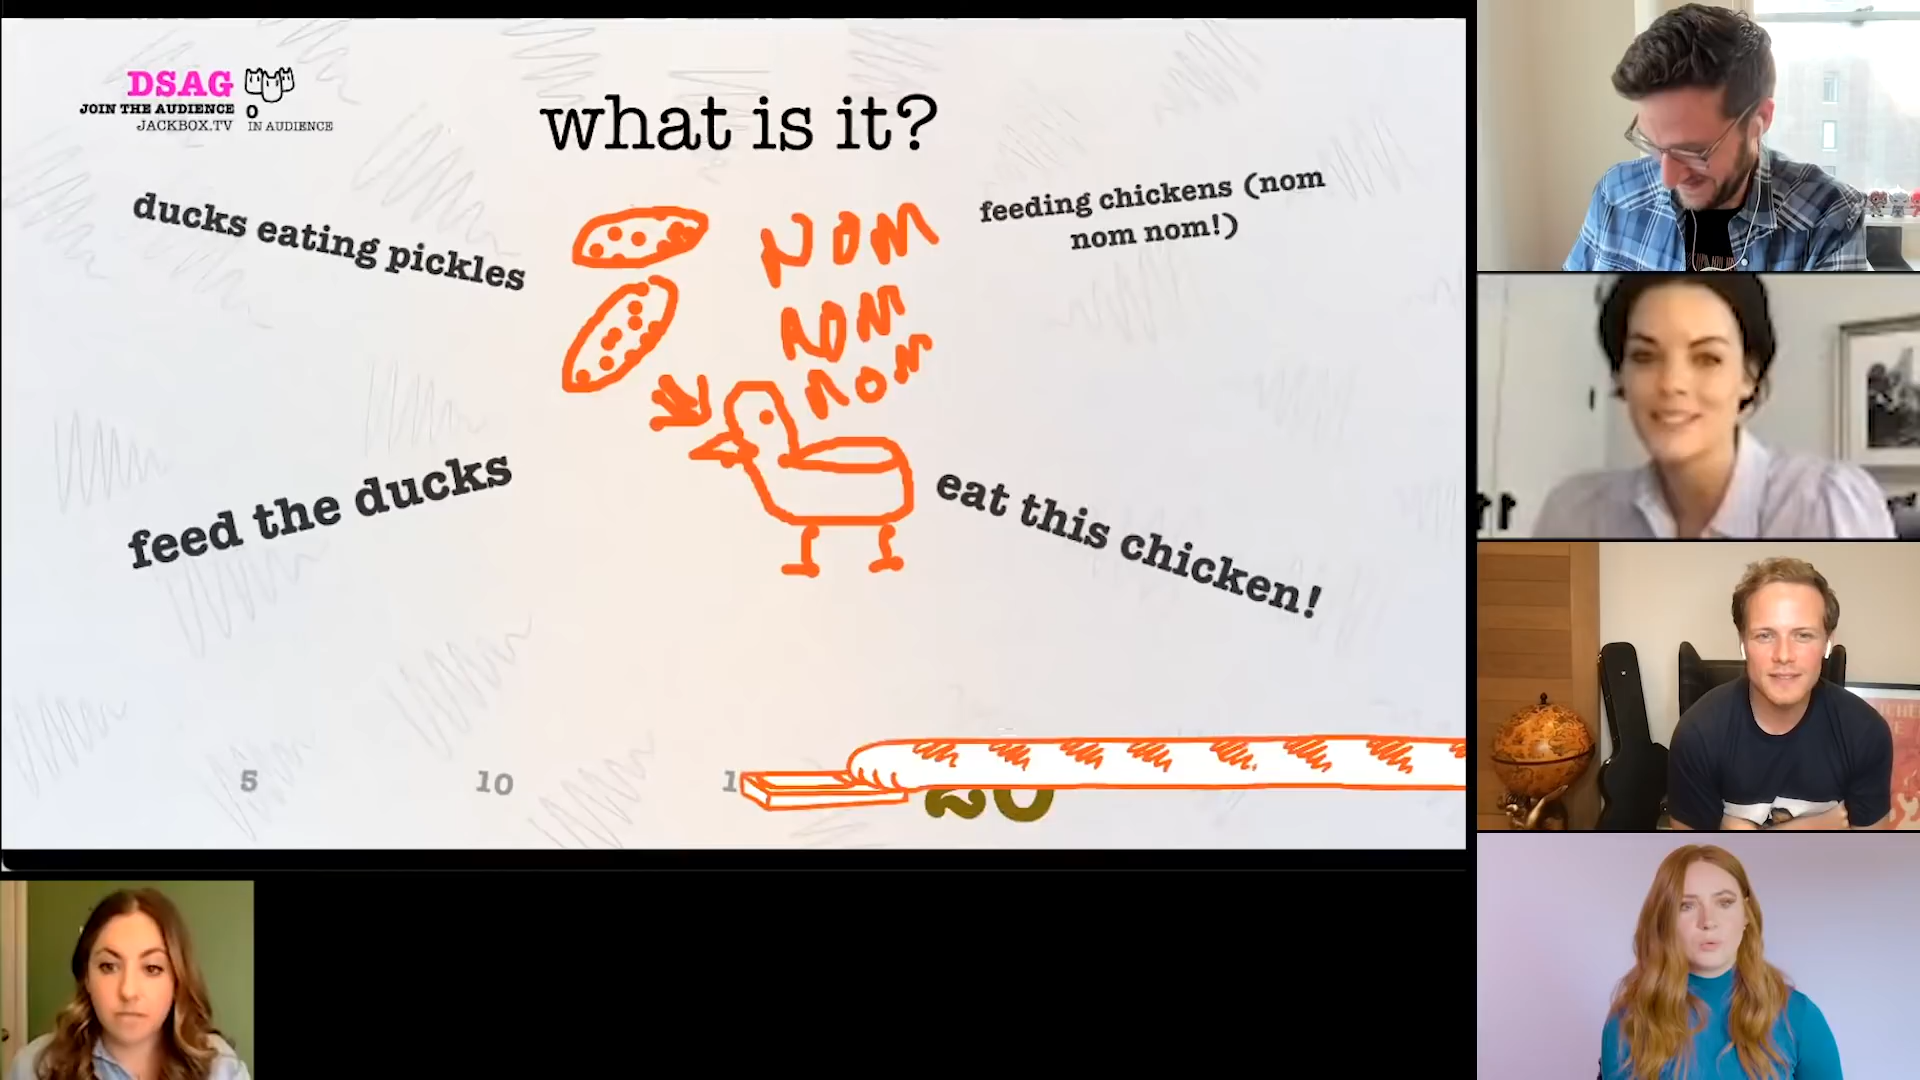 DSAG
JOIN THE AUDIENCE
JACKBOX.TV
0
IN AUDIENCE
what is it?
ducks eating pickles
feeding chickens (nom
nom nom!)
NOM
NOM
NOM
feed the ducks
eat this chicken!
5
10
20